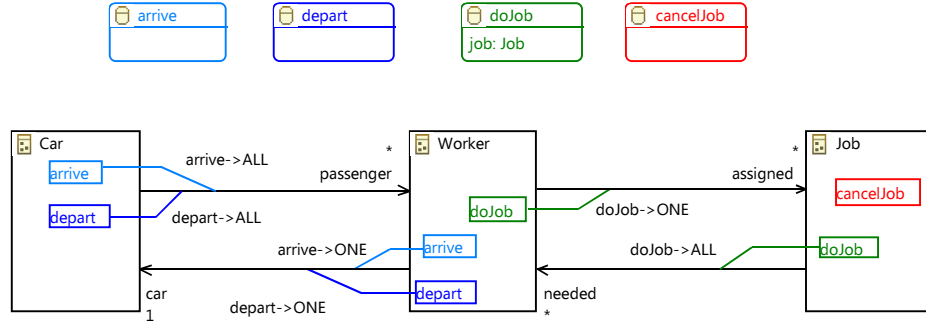 arrive
depart
doJob
job: Job
cancelJob
Car
arrive
depart
arrive->ALL
*
passenger
depart->ALL
arrive->ONE
car
1
depart->ONE
Worker
doJob
arrive
depart
*
assigned
doJob->ONE
doJob->ALL
needed
*
Job
cancelJob
doJob